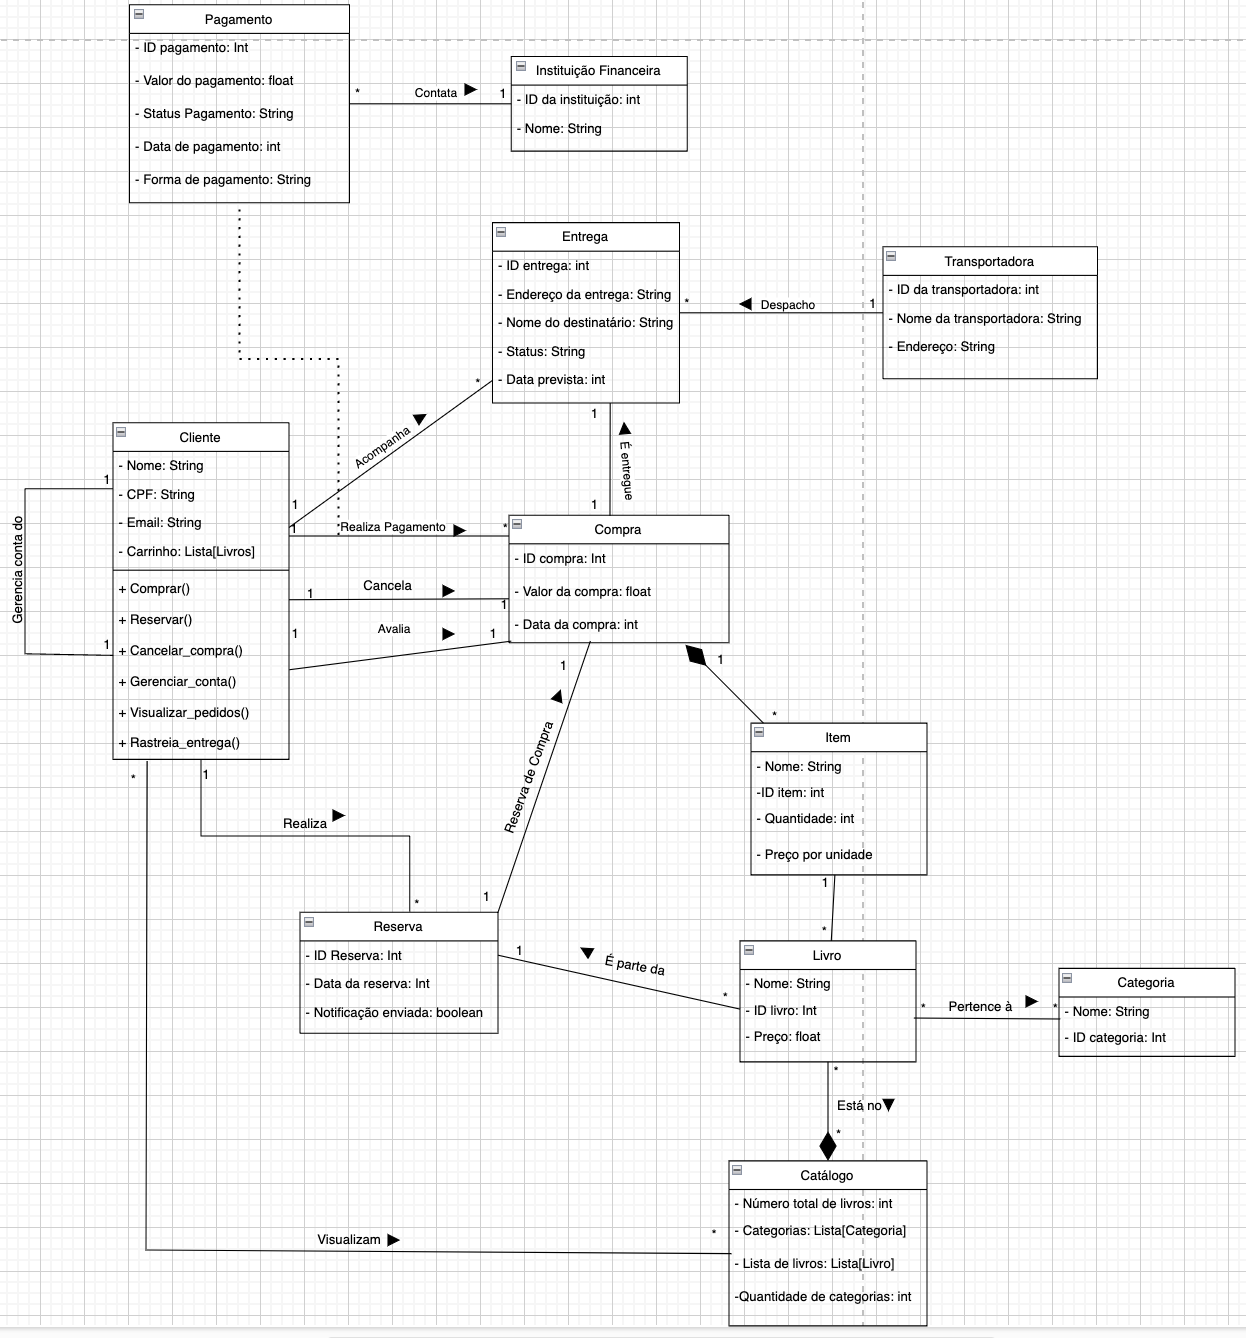 Pagamento
- ID pagamento: Int
- Valor do pagamento: float
- Status Pagamento: String
- Data de pagamento: int
- Forma de pagamento: String
* Contata 1
Instituição Financeira
- ID da instituição: int
- Nome: String
Entrega
- ID entrega: int
- Endereço da entrega: String
- Nome do destinatário: String
- Status: String
- Data prevista: int
* Despacho 1
Transportadora
- ID da transportadora: int
- Nome da transportadora: String
- Endereço: String
Cliente
- Nome: String
- CPF: String
- Email: String
- Carrinho: Lista[Livros]
+ Comprar()
+ Reservar()
+ Cancelar_compra()
+ Gerenciar_conta()
+ Visualizar_pedidos()
+ Rastreia_entrega()
1
Gerencia conta do
1
*
Acompanha
1
1
É entregue
1
1 Realiza Pagamento *
1 Cancela 1
1 Avalia 1
Compra
- ID compra: Int
- Valor da compra: float
- Data da compra: int
1
*
Item
- Nome: String
-ID item: int
- Quantidade: int
- Preço por unidade
1
Reserva de Compra
1
* 1
Realiza
*
Reserva
- ID Reserva: Int
- Data da reserva: Int
- Notificação enviada: boolean
1 É parte da *
1
*
Livro
- Nome: String
- ID livro: Int
- Preço: float
* Pertence à *
Categoria
- Nome: String
- ID categoria: Int
*
Está no
*
Catálogo
- Número total de livros: int
- Categorias: Lista[Categoria]
- Lista de livros: Lista[Livro]
-Quantidade de categorias: int
Visualizam *